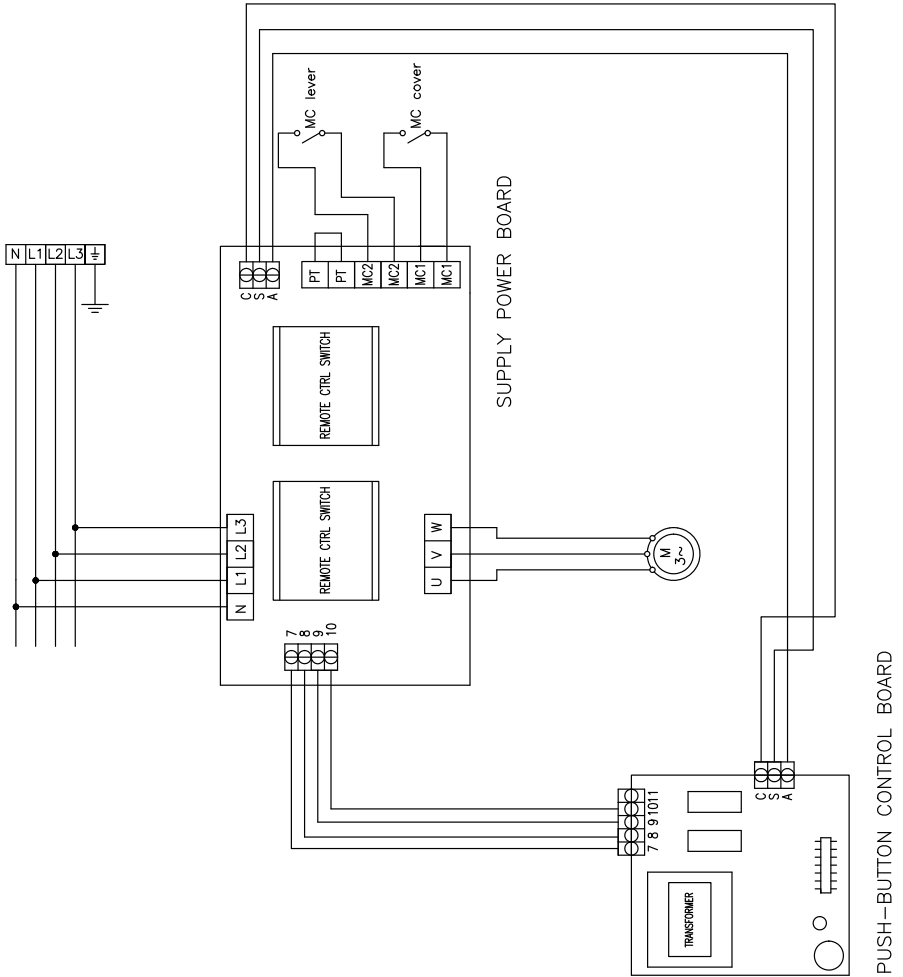 N L1 L2 L3
MC lever
MC cover
C
S
A
PT
PT
MC2
MC2
MC1
MC1
SUPPLY POWER BOARD
REMOTE CTRL SWITCH
REMOTE CTRL SWITCH
N L1 L2 L3
U V W
M
3~
7
8
9
10
7 8 9 10 11
C
S
A
TRANSFORMER
PUSH-BUTTON CONTROL BOARD